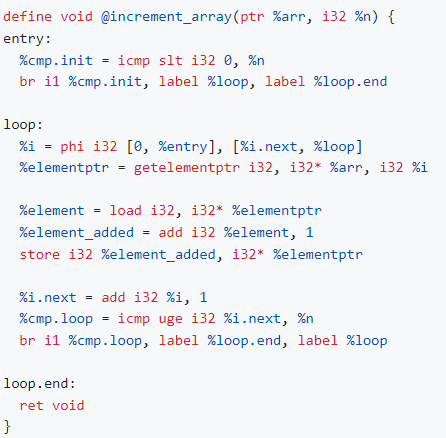 define void @increment_array(ptr %arr, i32 %n) {
entry:
  %cmp.init = icmp slt i32 0, %n
  br i1 %cmp.init, label %loop, label %loop.end

loop:
  %i = phi i32 [0, %entry], [%i.next, %loop]
  %elementptr = getelementptr i32, i32* %arr, i32 %i

  %element = load i32, i32* %elementptr
  %element_added = add i32 %element, 1
  store i32 %element_added, i32* %elementptr

  %i.next = add i32 %i, 1
  %cmp.loop = icmp uge i32 %i.next, %n
  br i1 %cmp.loop, label %loop.end, label %loop

loop.end:
  ret void
}